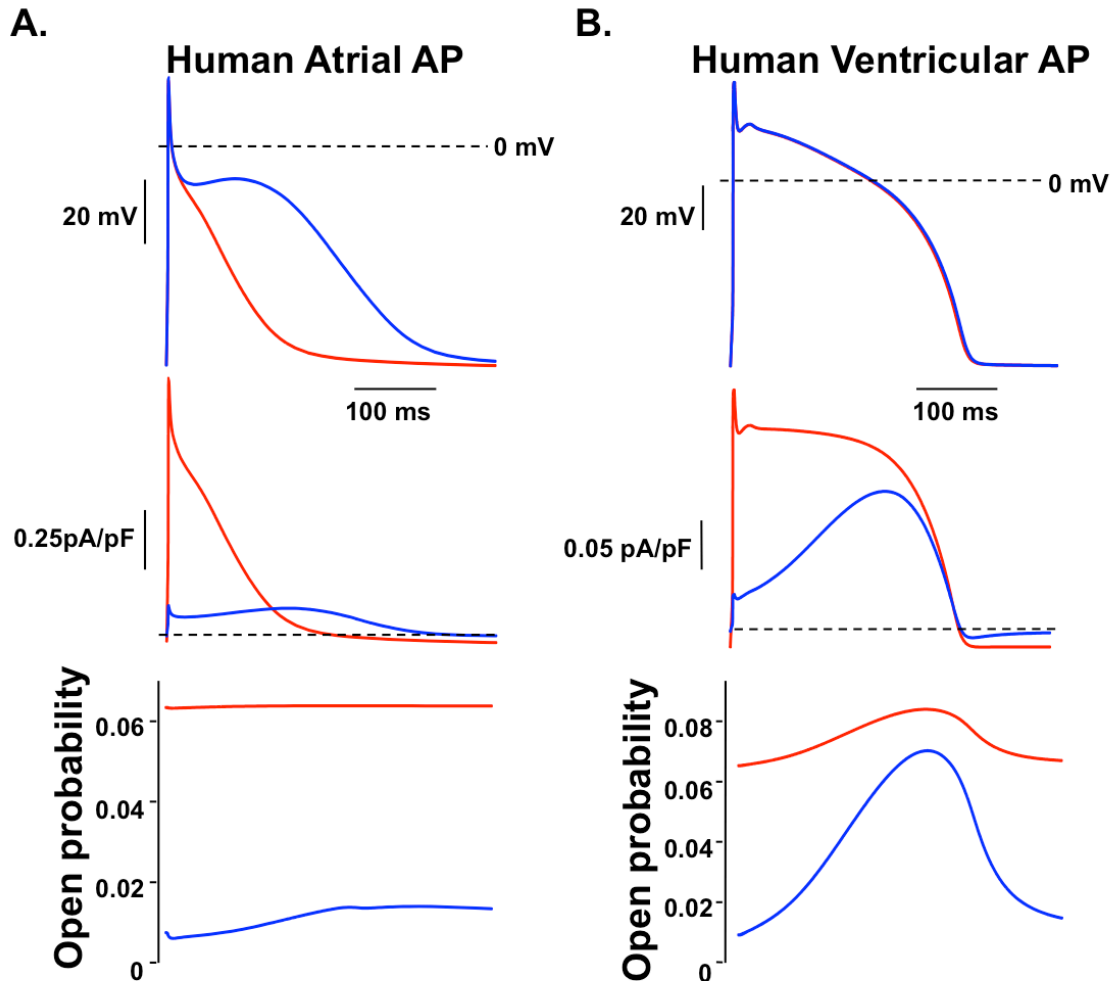 A.
Human Atrial AP
0 mV
20 mV
100 ms
0.25pA/pF
Open probability
0.06
0.04
0.02
0
B.
Human Ventricular AP
0 mV
20 mV
100 ms
0.05 pA/pF
Open probability
0.08
0.06
0.04
0.02
0